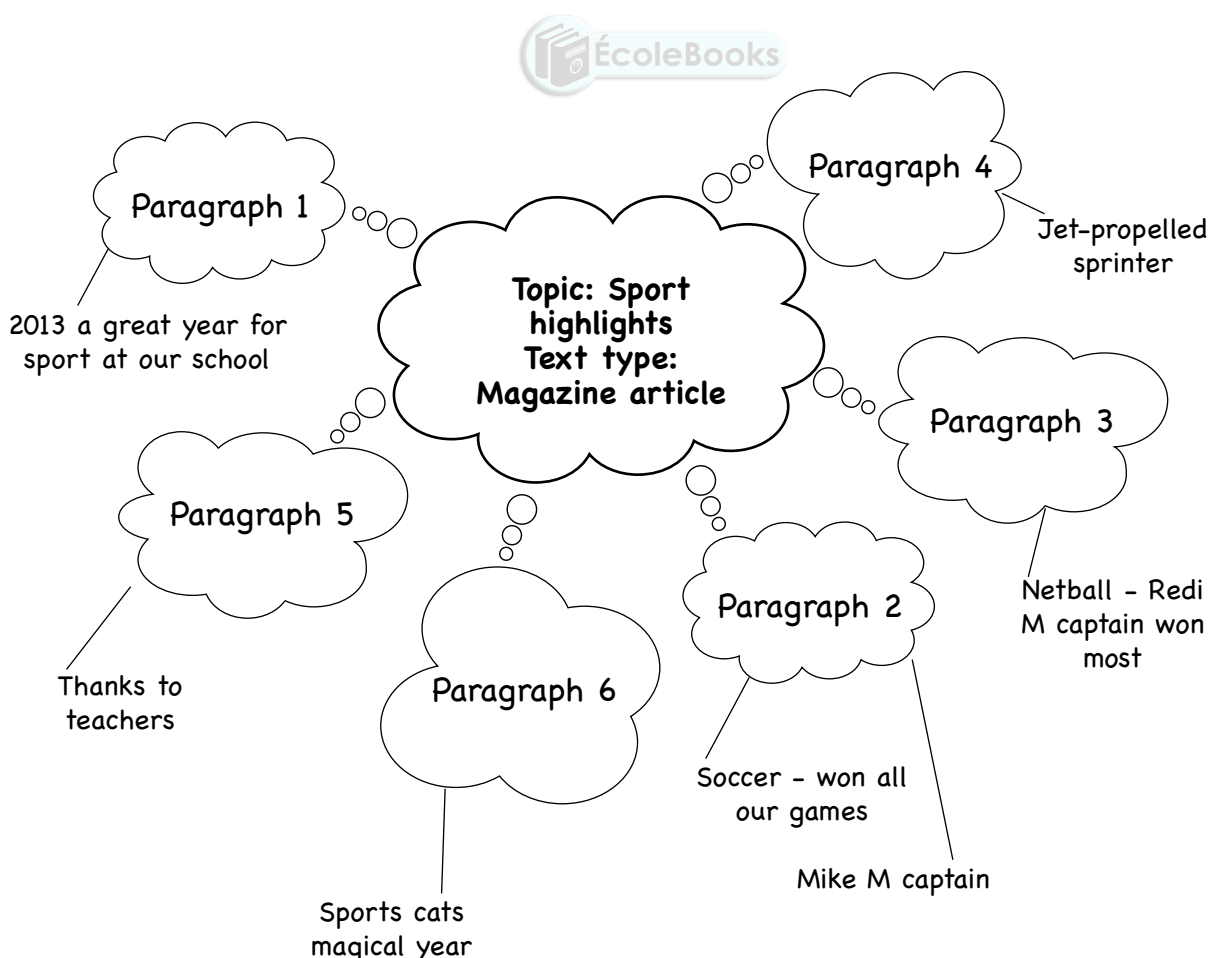 ÉcoleBooks
Topic: Sport
highlights
Text type:
Magazine article
Paragraph 1
2013 a great year for
sport at our school
Paragraph 2
Soccer - won all
our games
Mike M captain
Paragraph 3
Netball - Redi
M captain won
most
Paragraph 4
Jet-propelled
sprinter
Paragraph 5
Thanks to
teachers
Paragraph 6
Sports cats
magical year